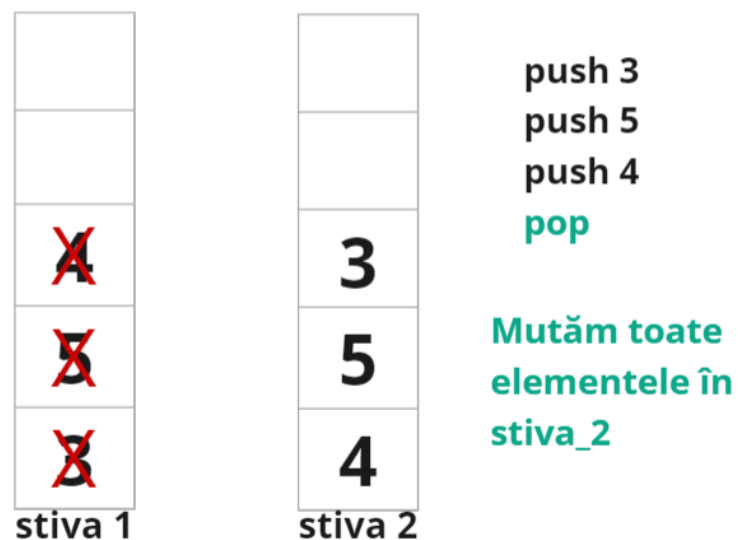 4
5
3
stiva 1
3
5
4
stiva 2
push 3
push 5
push 4
pop
Mutăm toate
elementele în
stiva_2